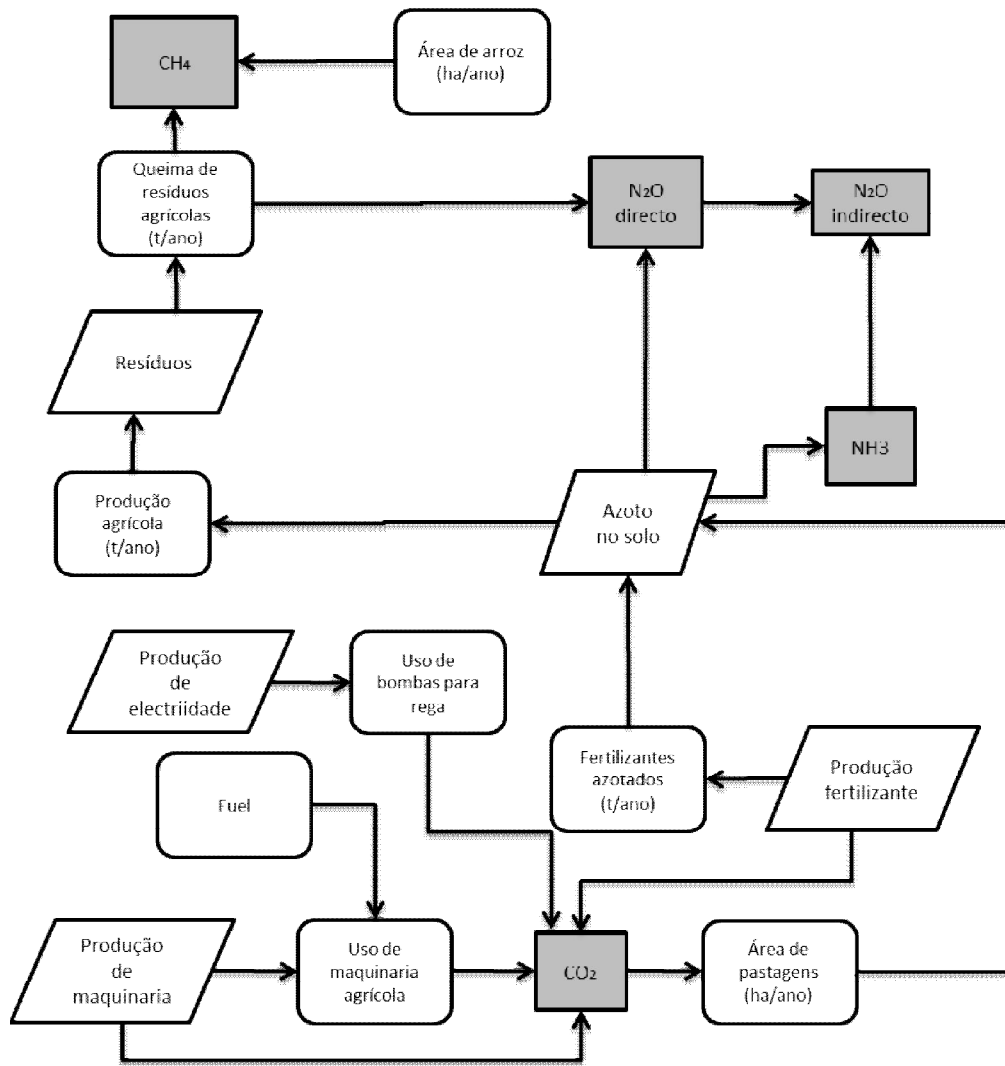 CH₄
Área de arroz
(ha/ano)
Queima de
resíduos
agrícolas
(t/ano)
N₂O
directo
N₂O
indirecto
Resíduos
NH3
Produção
agrícola
(t/ano)
Azoto
no solo
Produção
de
electriidade
Uso de
bombas para
rega
Fuel
Fertilizantes
azotados
(t/ano)
Produção
fertilizante
Produção
de
maquinaria
Uso de
maquinaria
agrícola
CO₂
Área de
pastagens
(ha/ano)